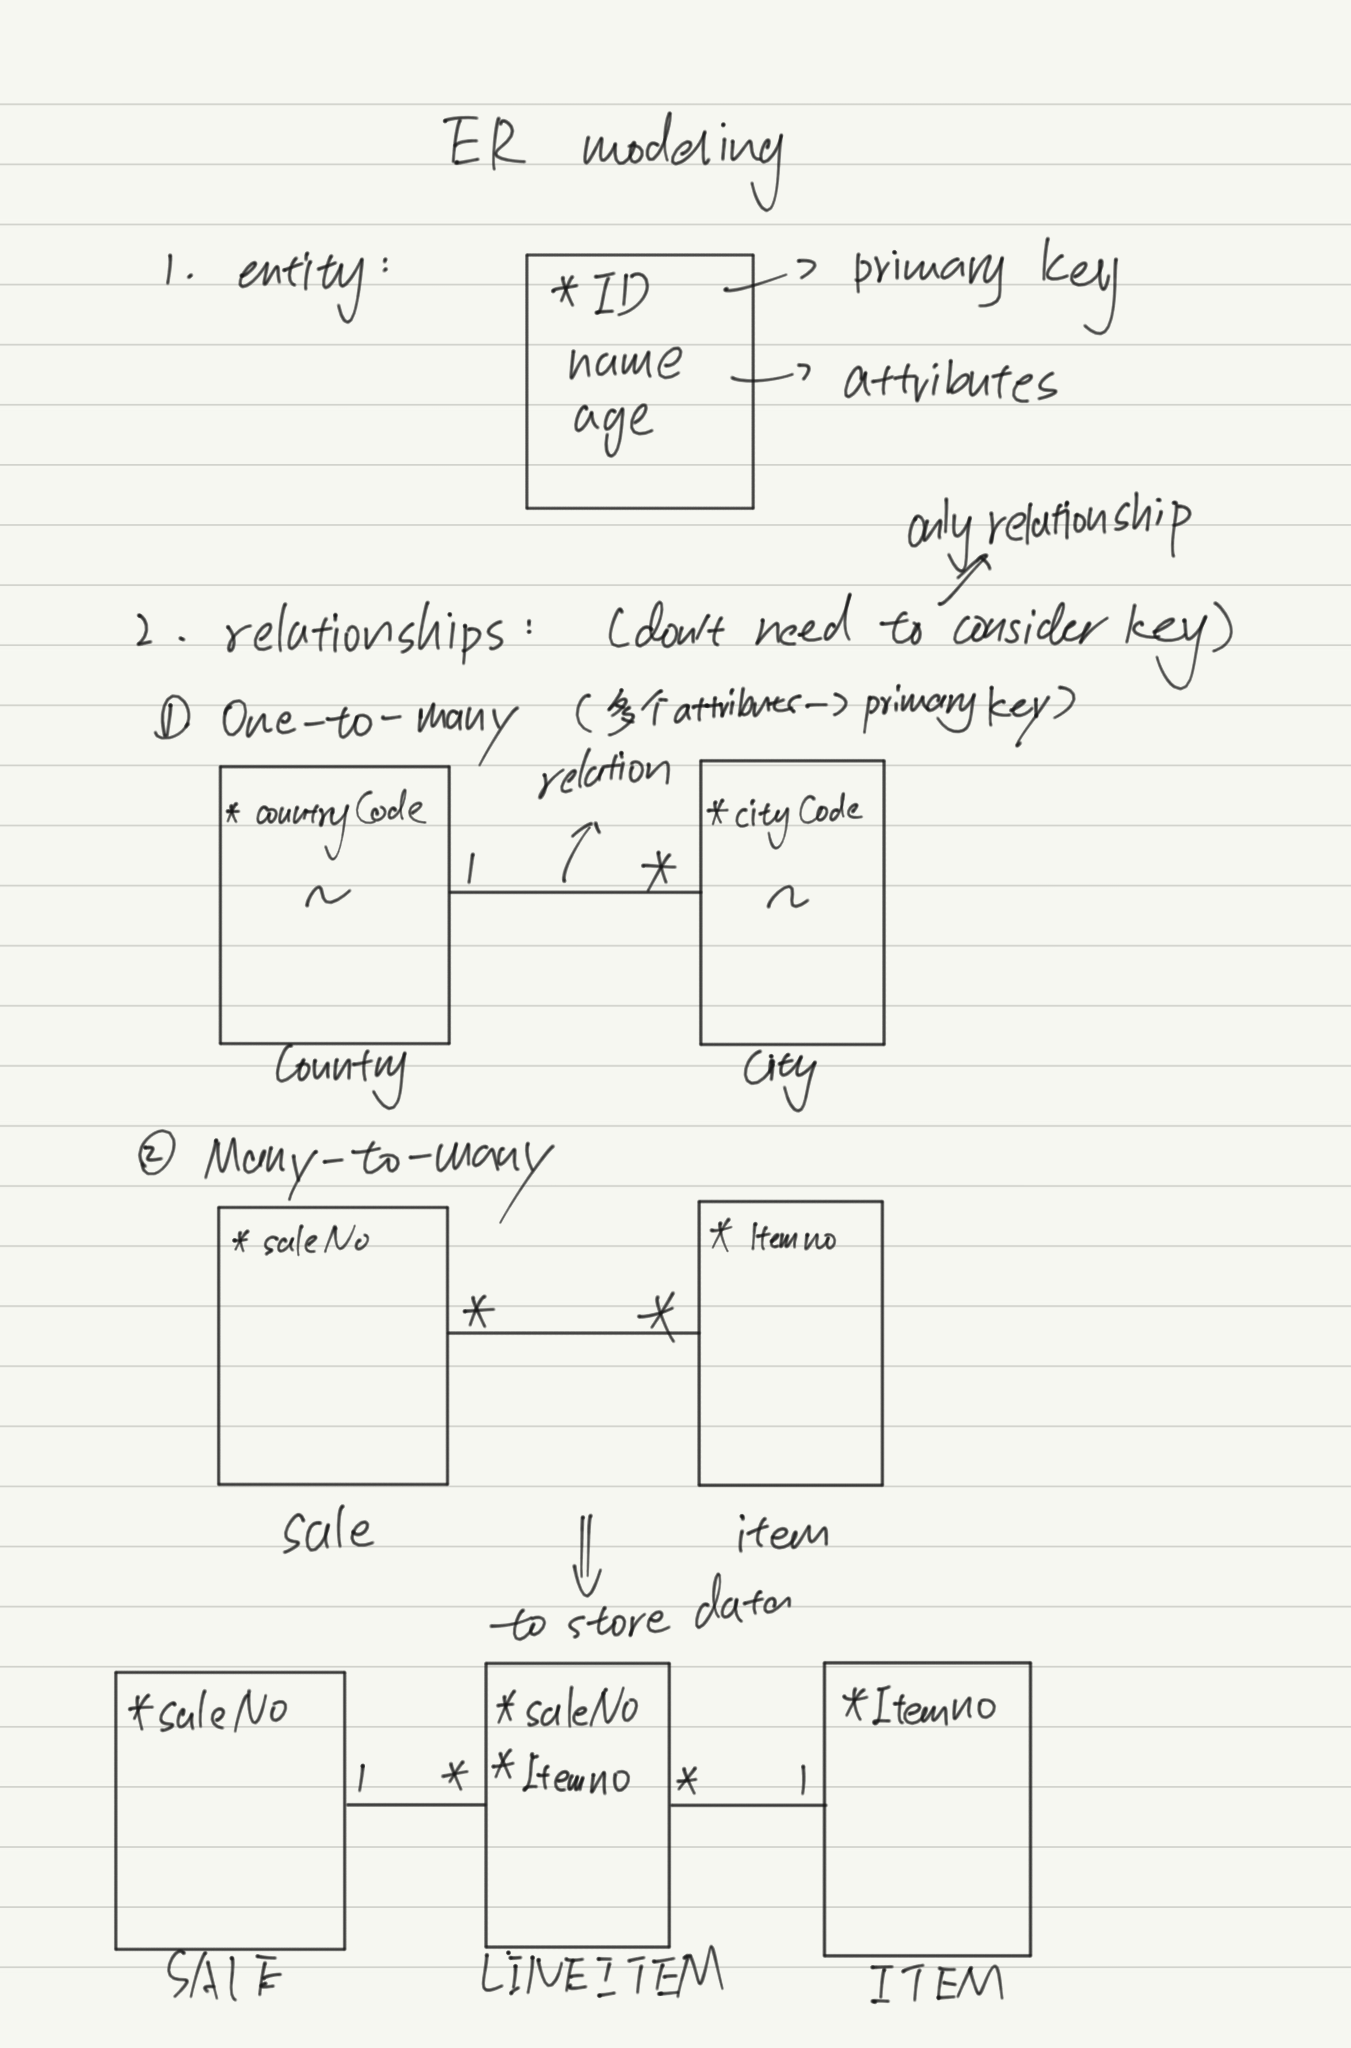 ER modeling
1. entity:
* ID → primary key
name → attributes
age
only relationship
2. relationships: (don't need to consider key)
① One-to-many (多个attributes → primary key)
relation
* countryCode
* cityCode
~
1
*
~
Country
City
② Many-to-many
* saleNo
* Itemno
*
*
sale
item
to store data
* saleNo
* saleNo
* Itemno
* Itemno
1
*
*
1
SALE
LINEITEM
ITEM